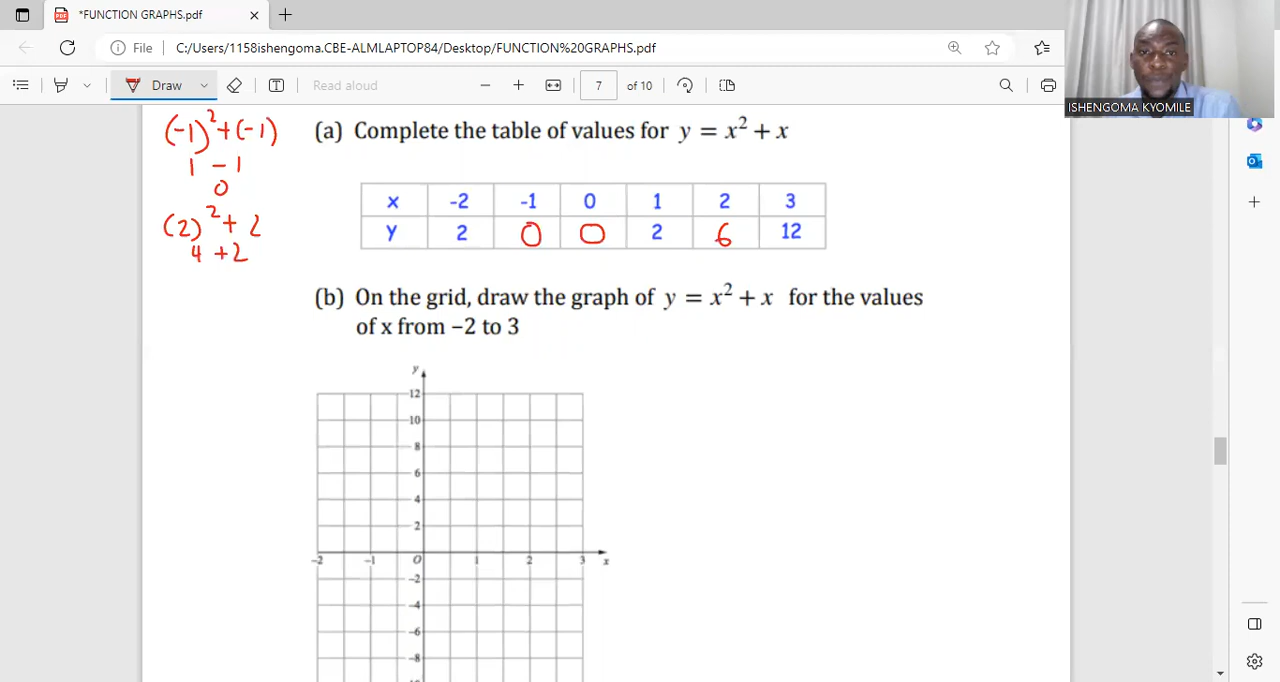 *FUNCTION GRAPHS.pdf
File C:/Users/1158ishengoma.CBE-ALMLAPTOP84/Desktop/FUNCTION%20GRAPHS.pdf
Draw Read aloud 7 of 10
ISHENGOMA KYOMILE
(-1)² + (-1)
1 - 1
0
(2)² + 2
4 + 2
(a) Complete the table of values for y = x² + x
x -2 -1 0 1 2 3
Y 2 0 0 2 6 12
(b) On the grid, draw the graph of y = x² + x for the values
of x from −2 to 3
y
12
10
8
6
4
2
-2 -1 O 1 2 3 x
-2
-4
-6
-8